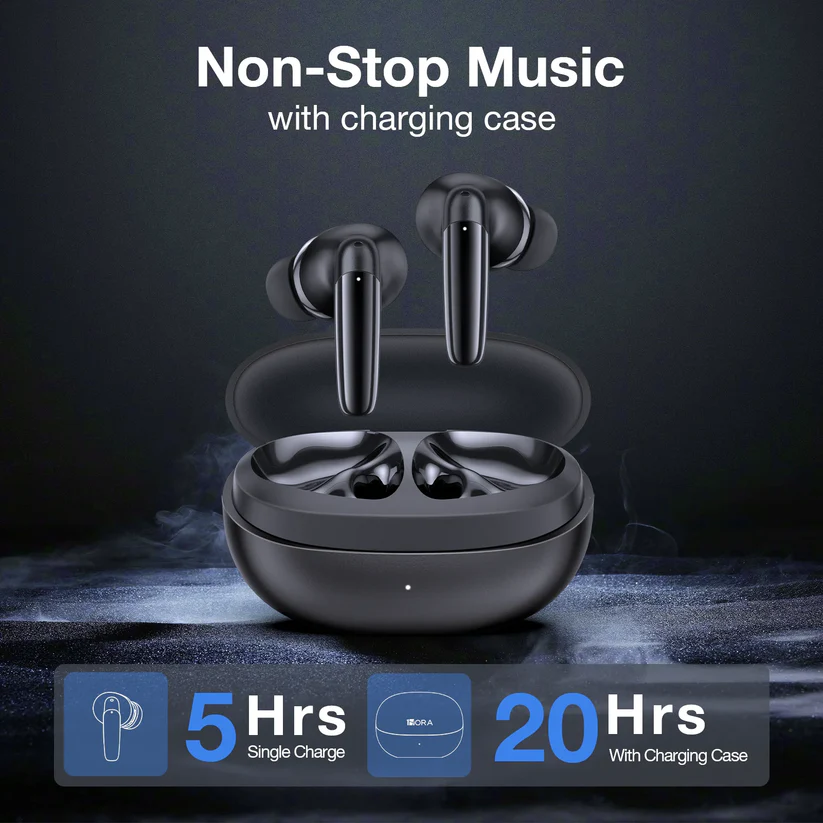 Non-Stop Music
with charging case
5 Hrs
Single Charge
1HORA
20 Hrs
With Charging Case